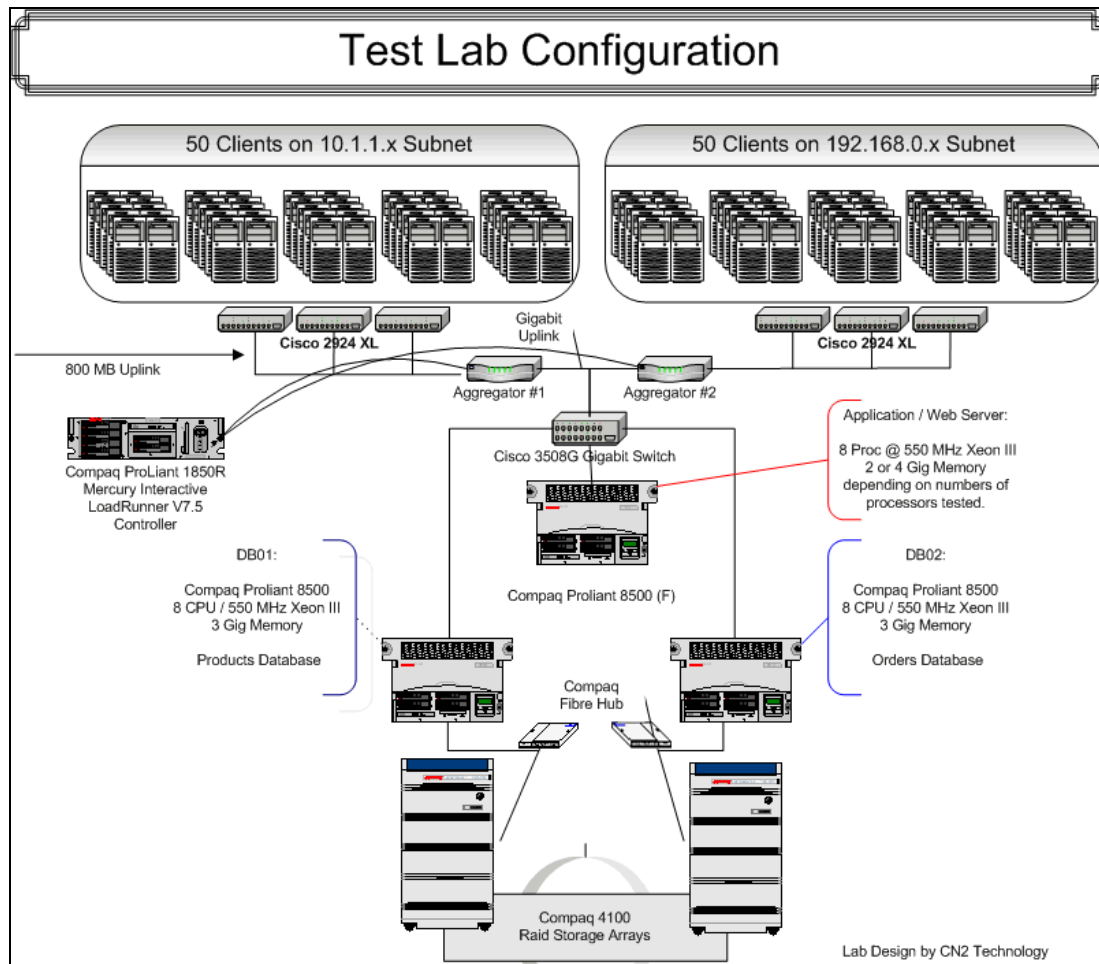 Test Lab Configuration
50 Clients on 10.1.1.x Subnet
50 Clients on 192.168.0.x Subnet
Cisco 2924 XL
Gigabit
Uplink
Cisco 2924 XL
800 MB Uplink
Aggregator #1
Aggregator #2
Cisco 3508G Gigabit Switch
Compaq ProLiant 1850R
Mercury Interactive
LoadRunner V7.5
Controller
Application / Web Server:
8 Proc @ 550 MHz Xeon III
2 or 4 Gig Memory
depending on numbers of
processors tested.
Compaq Proliant 8500 (F)
DB01:
Compaq Proliant 8500
8 CPU / 550 MHz Xeon III
3 Gig Memory
Products Database
DB02:
Compaq Proliant 8500
8 CPU / 550 MHz Xeon III
3 Gig Memory
Orders Database
Compaq
Fibre Hub
Compaq 4100
Raid Storage Arrays
Lab Design by CN2 Technology